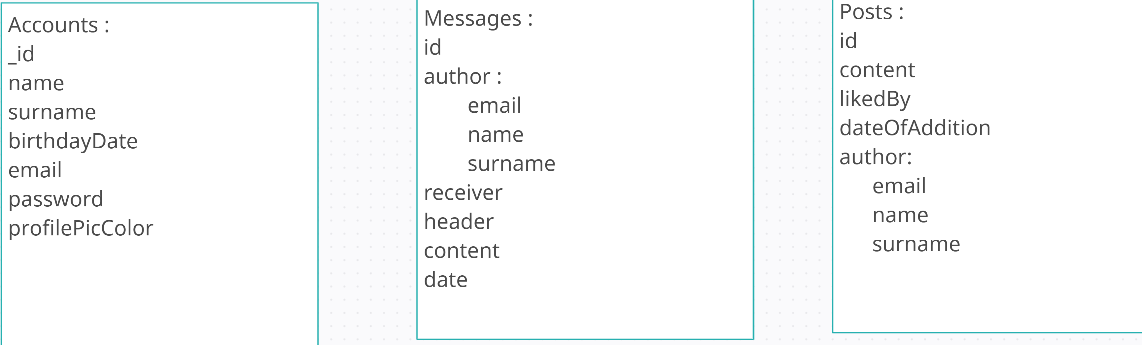 Accounts :
_id
name
surname
birthdayDate
email
password
profilePicColor
Messages :
id
author :
email
name
surname
receiver
header
content
date
Posts :
id
content
likedBy
dateOfAddition
author:
email
name
surname